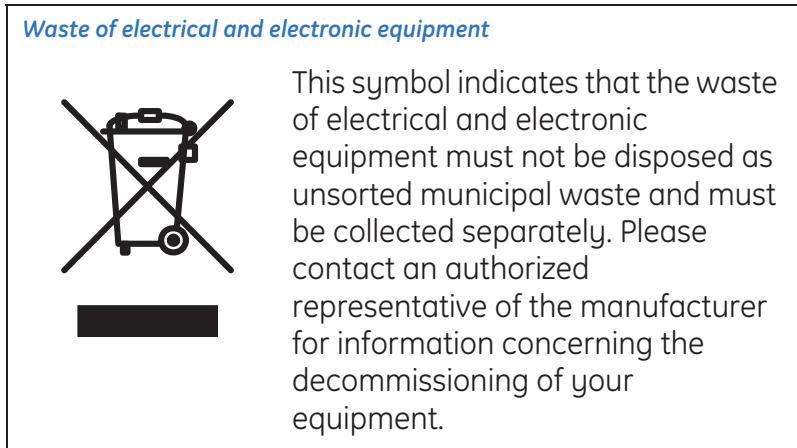 Waste of electrical and electronic equipment
This symbol indicates that the waste
of electrical and electronic
equipment must not be disposed as
unsorted municipal waste and must
be collected separately. Please
contact an authorized
representative of the manufacturer
for information concerning the
decommissioning of your
equipment.